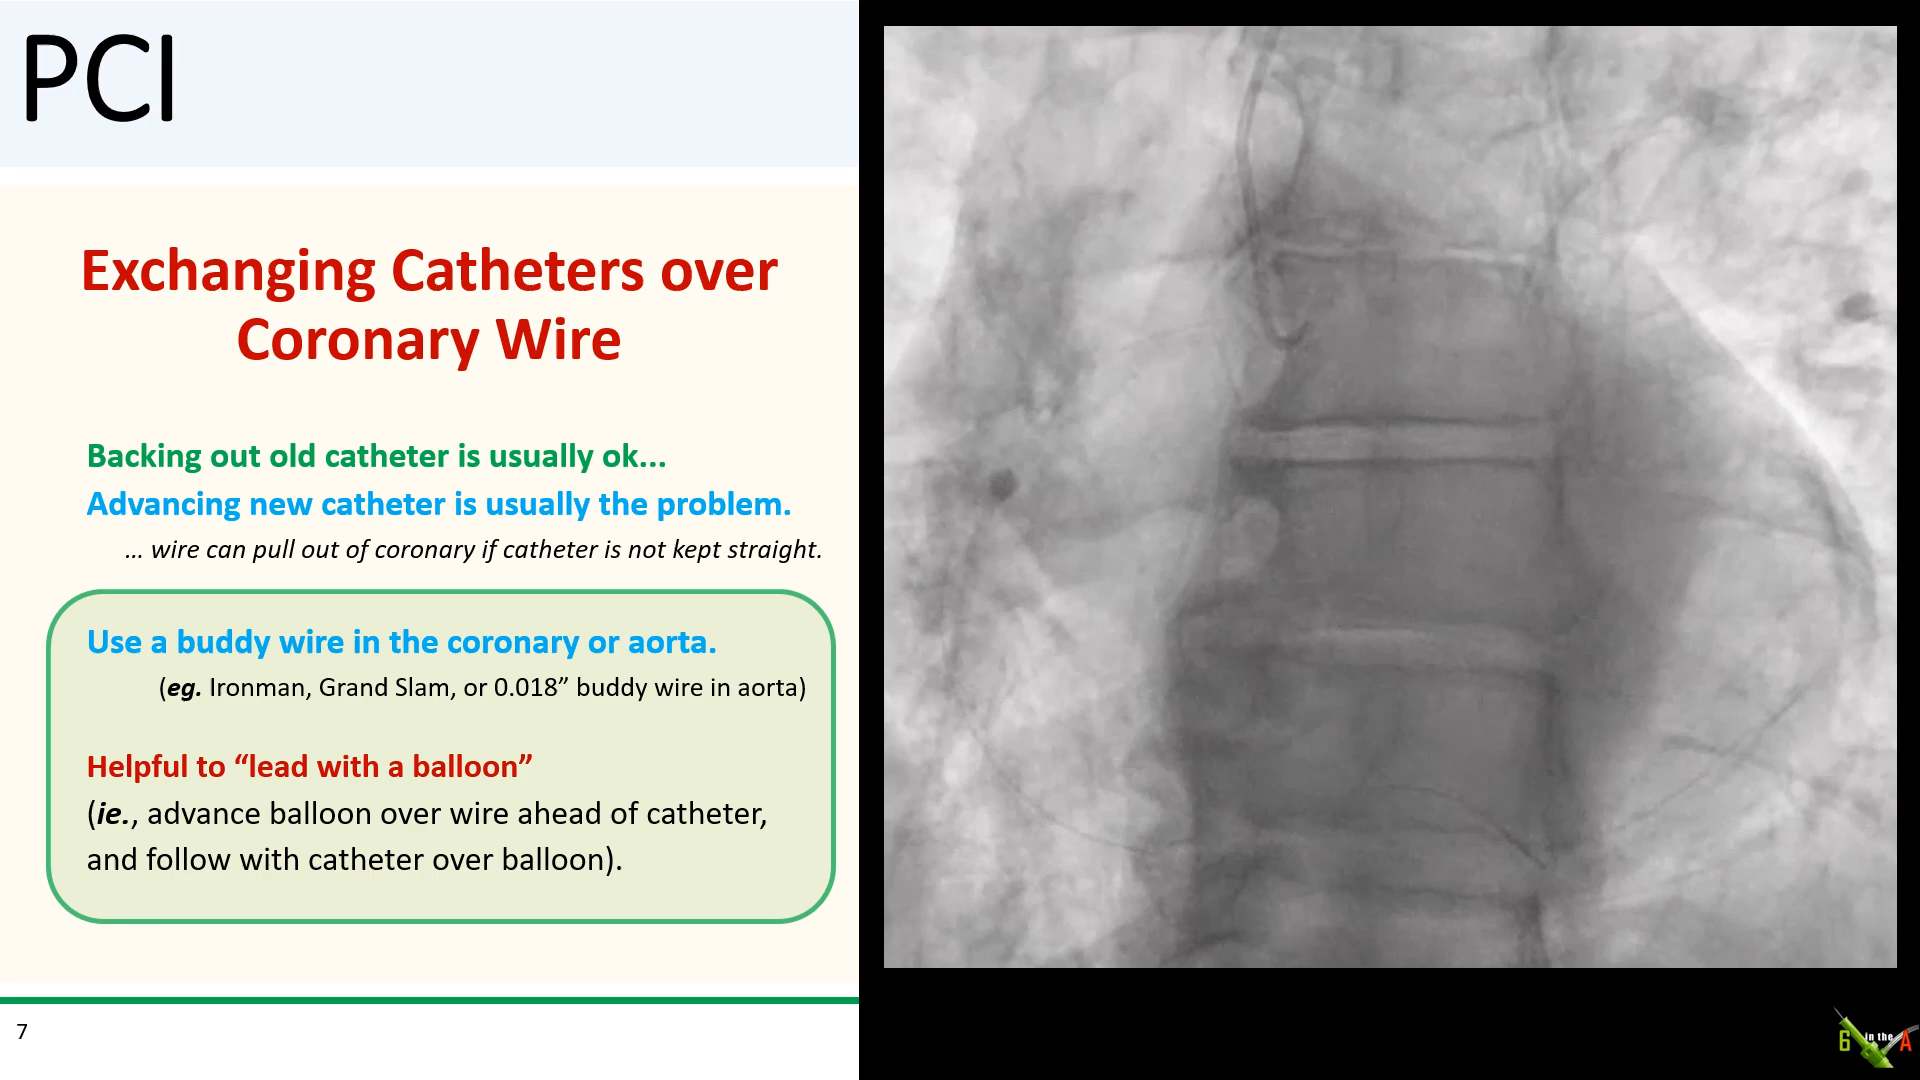 PCI
Exchanging Catheters over
Coronary Wire
Backing out old catheter is usually ok...
Advancing new catheter is usually the problem.
... wire can pull out of coronary if catheter is not kept straight.
Use a buddy wire in the coronary or aorta.
(eg. Ironman, Grand Slam, or 0.018” buddy wire in aorta)
Helpful to “lead with a balloon”
(ie., advance balloon over wire ahead of catheter,
and follow with catheter over balloon).
7
6 in the A